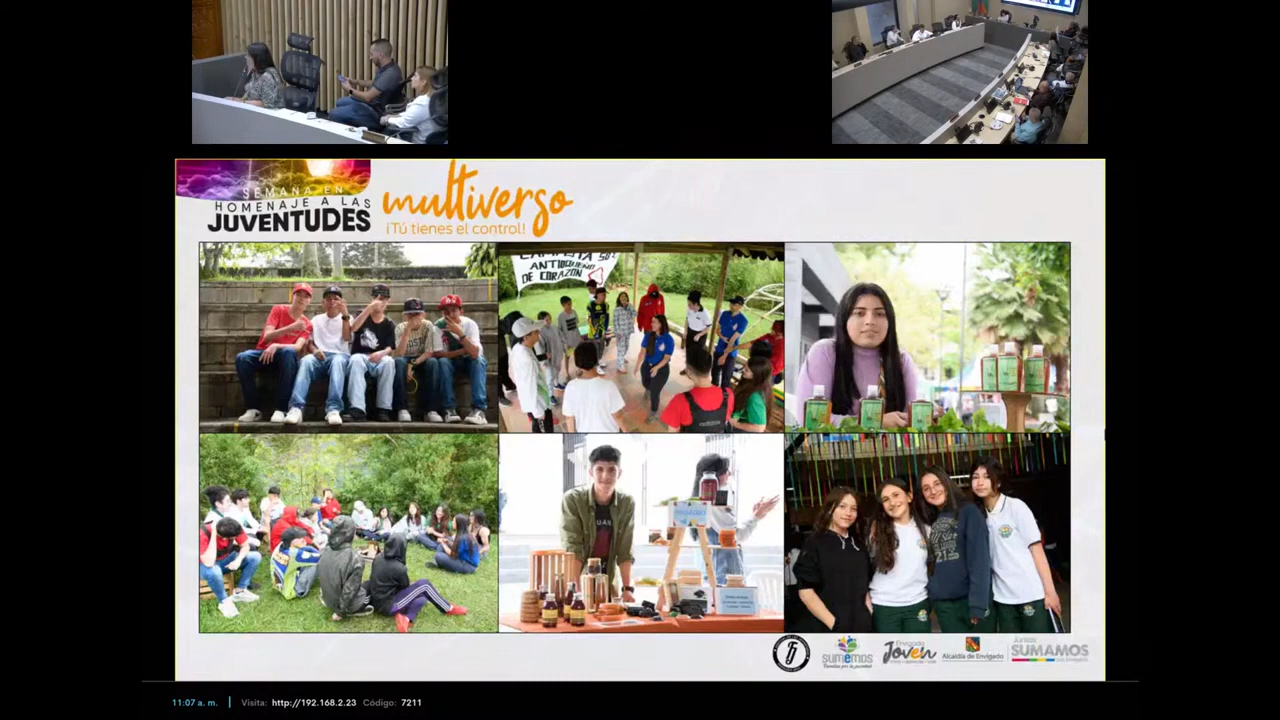 SEMANA EN
HOMENAJE A LAS
JUVENTUDES
multiverso
¡Tú tienes el control!
ANTIOQUEÑO
DE CORAZÓN
SUMEMOS
Envigado
Joven
Alcaldía de Envigado
Juntos
SUMAMOS
11:07 a. m. | Visita: http://192.168.2.23 Código: 7211